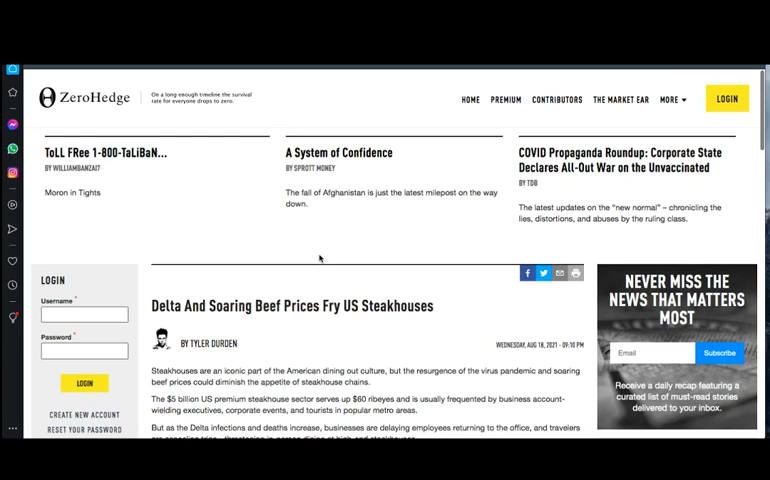 ZeroHedge
On a long enough timeline the survival
rate for everyone drops to zero.
HOME PREMIUM CONTRIBUTORS THE MARKET EAR MORE
LOGIN
ToLL FRee 1-800-TaLiBaN...
BY WILLIAMBANZAI7
Moron in Tights
A System of Confidence
BY SPROTT MONEY
The fall of Afghanistan is just the latest milepost on the way
down.
COVID Propaganda Roundup: Corporate State
Declares All-Out War on the Unvaccinated
BY TDB
The latest updates on the “new normal” – chronicling the
lies, distortions, and abuses by the ruling class.
LOGIN
Username *
Password *
LOGIN
CREATE NEW ACCOUNT
RESET YOUR PASSWORD
Delta And Soaring Beef Prices Fry US Steakhouses
BY TYLER DURDEN
WEDNESDAY, AUG 18, 2021 - 09:10 PM
Steakhouses are an iconic part of the American dining out culture, but the resurgence of the virus pandemic and soaring
beef prices could diminish the appetite of steakhouse chains.
The $5 billion US premium steakhouse sector serves up $60 ribeyes and is usually frequented by business account-
wielding executives, corporate events, and tourists in popular metro areas.
But as the Delta infections and deaths increase, businesses are delaying employees returning to the office, and travelers
NEVER MISS THE
NEWS THAT MATTERS
MOST
Email
Subscribe
Receive a daily recap featuring a
curated list of must-read stories
delivered to your inbox.